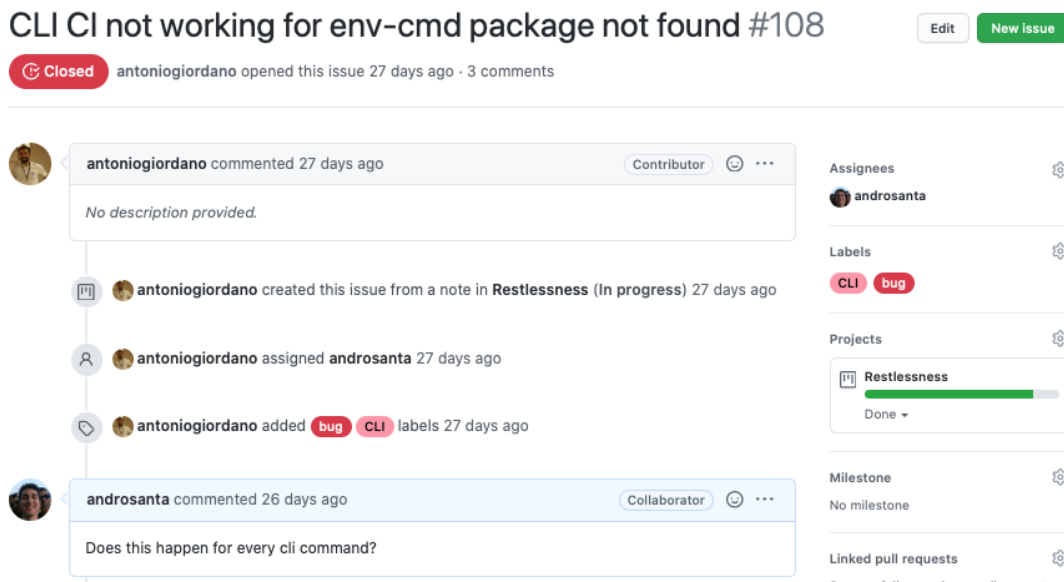 CLI CI not working for env-cmd package not found #108
Edit
New issue
Closed
antoniogiordano opened this issue 27 days ago · 3 comments
antoniogiordano commented 27 days ago
Contributor
No description provided.
antoniogiordano created this issue from a note in Restlessness (In progress) 27 days ago
antoniogiordano assigned androsanta 27 days ago
antoniogiordano added bug CLI labels 27 days ago
androsanta commented 26 days ago
Collaborator
Does this happen for every cli command?
Assignees
androsanta
Labels
CLI bug
Projects
Restlessness
Done
Milestone
No milestone
Linked pull requests